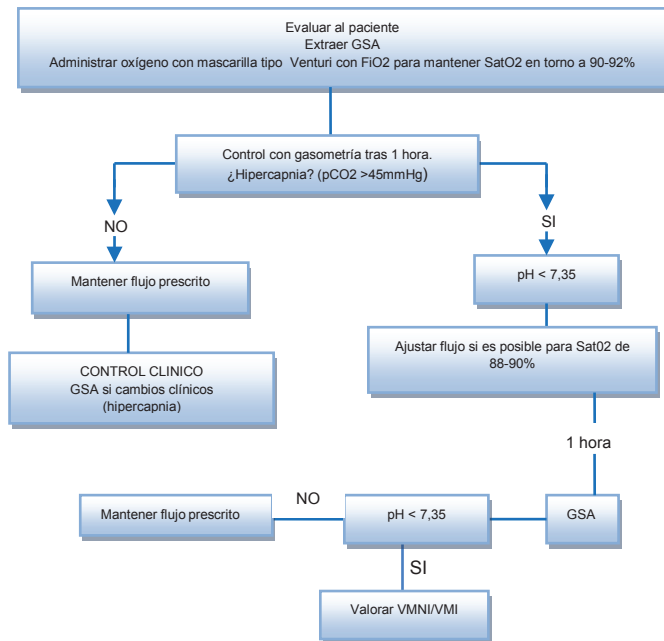 Evaluar al paciente
Extraer GSA
Administrar oxígeno con mascarilla tipo Venturi con FiO2 para mantener SatO2 en torno a 90-92%
Control con gasometría tras 1 hora.
¿Hipercapnia? (pCO2 >45mmHg)
NO
SI
Mantener flujo prescrito
pH < 7,35
CONTROL CLINICO
GSA si cambios clínicos
(hipercapnia)
Ajustar flujo si es posible para Sat02 de
88-90%
1 hora
Mantener flujo prescrito
NO
pH < 7,35
GSA
SI
Valorar VMNI/VMI